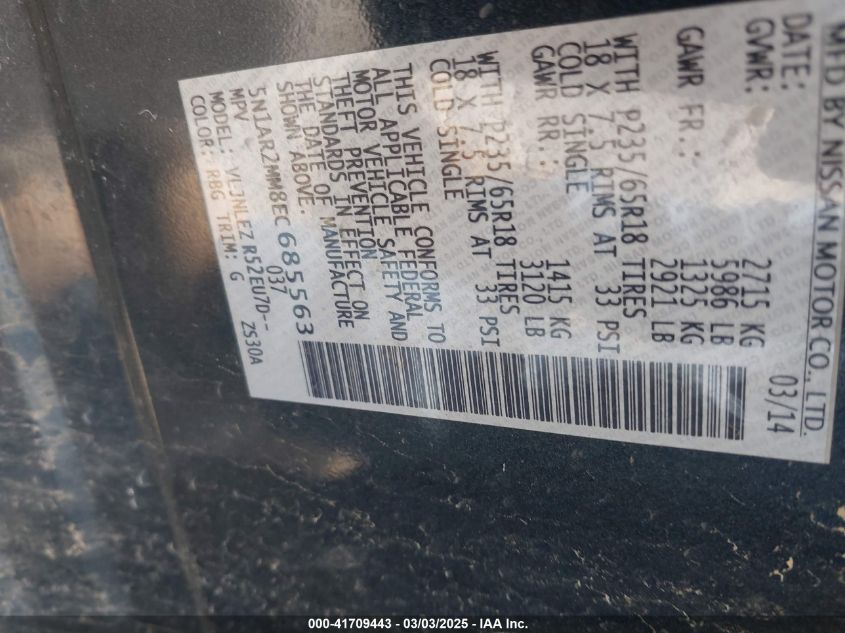 MFD BY NISSAN MOTOR CO., LTD.
DATE: 03/14
GVWR: 2715 KG
5986 LB
GAWR FR.: 1325 KG
2921 LB
WITH P235/65R18 TIRES
18 X 7.5 RIMS AT 33 PSI
COLD SINGLE
GAWR RR.: 1415 KG
3120 LB
WITH P235/65R18 TIRES
18 X 7.5 RIMS AT 33 PSI
COLD SINGLE
THIS VEHICLE CONFORMS TO
ALL APPLICABLE FEDERAL
MOTOR VEHICLE SAFETY AND
THEFT PREVENTION
STANDARDS IN EFFECT ON
THE DATE OF MANUFACTURE
SHOWN ABOVE.
5N1AR2MM8EC685563
MPV 037
MODEL: VLJNLEZ R52EU7D-- ZS30A
COLOR: RBG TRIM: G
000-41709443 - 03/03/2025 - IAA Inc.